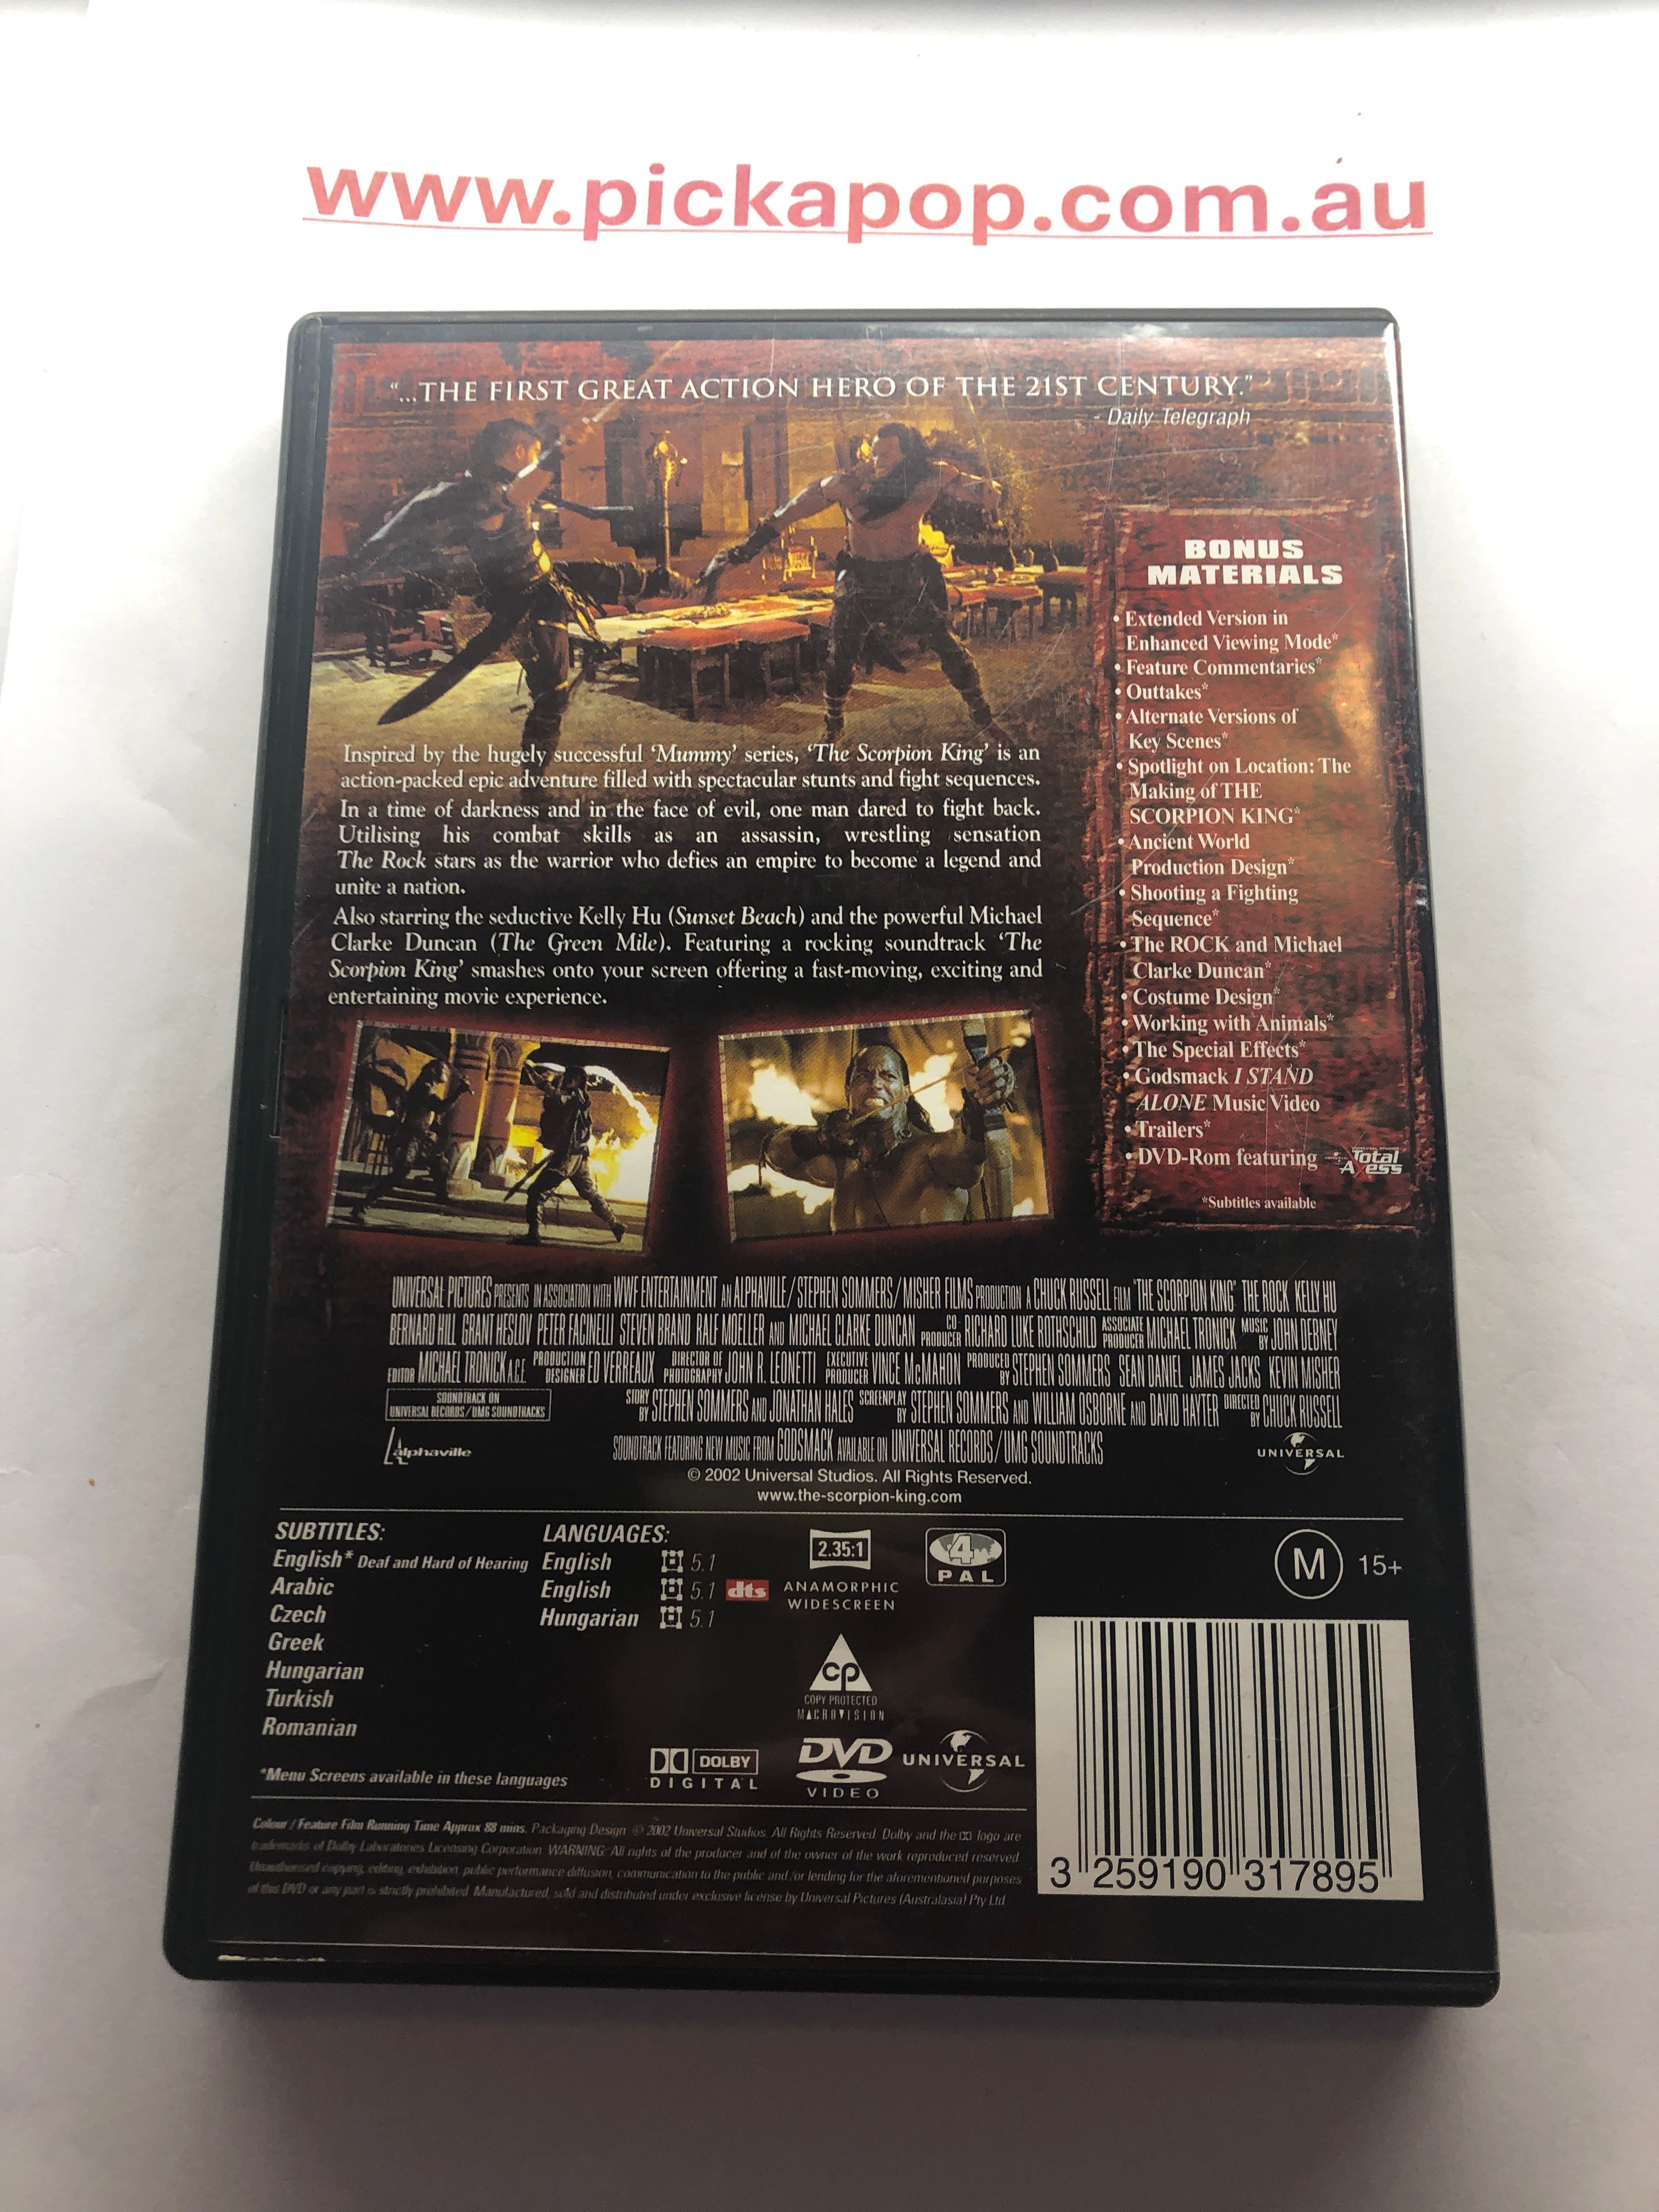 www.pickapop.com.au
“...THE FIRST GREAT ACTION HERO OF THE 21ST CENTURY.”
- Daily Telegraph
BONUS
MATERIALS
• Extended Version in
Enhanced Viewing Mode*
• Feature Commentaries*
• Outtakes*
• Alternate Versions of
Key Scenes*
• Spotlight on Location: The
Making of THE
SCORPION KING*
• Ancient World
Production Design*
• Shooting a Fighting
Sequence*
• The ROCK and Michael
Clarke Duncan*
• Costume Design*
• Working with Animals*
• The Special Effects*
• Godsmack I STAND
ALONE Music Video
• Trailers*
• DVD-Rom featuring Total
Axess
*Subtitles available
Inspired by the hugely successful ‘Mummy’ series, ‘The Scorpion King’ is an
action-packed epic adventure filled with spectacular stunts and fight sequences.
In a time of darkness and in the face of evil, one man dared to fight back.
Utilising his combat skills as an assassin, wrestling sensation
The Rock stars as the warrior who defies an empire to become a legend and
unite a nation.
Also starring the seductive Kelly Hu (Sunset Beach) and the powerful Michael
Clarke Duncan (The Green Mile). Featuring a rocking soundtrack ‘The
Scorpion King’ smashes onto your screen offering a fast-moving, exciting and
entertaining movie experience.
UNIVERSAL PICTURES PRESENTS IN ASSOCIATION WITH WWF ENTERTAINMENT AN ALPHAVILLE/STEPHEN SOMMERS/MISHER FILMS PRODUCTION A CHUCK RUSSELL FILM “THE SCORPION KING” THE ROCK KELLY HU
BERNARD HILL GRANT HESLOV PETER FACINELLI STEVEN BRAND RALF MOELLER AND MICHAEL CLARKE DUNCAN CO-PRODUCER RICHARD LUKE ROTHSCHILD ASSOCIATE PRODUCER MICHAEL TRONICK MUSIC BY JOHN DEBNEY
EDITOR MICHAEL TRONICK A.C.E. PRODUCTION DESIGNER ED VERREAUX DIRECTOR OF PHOTOGRAPHY JOHN R. LEONETTI EXECUTIVE PRODUCER VINCE McMAHON PRODUCED BY STEPHEN SOMMERS SEAN DANIEL JAMES JACKS KEVIN MISHER
SOUNDTRACK ON
UNIVERSAL RECORDS/UMG SOUNDTRACKS
STORY BY STEPHEN SOMMERS AND JONATHAN HALES SCREENPLAY BY STEPHEN SOMMERS AND WILLIAM OSBORNE AND DAVID HAYTER DIRECTED BY CHUCK RUSSELL
alphaville
SOUNDTRACK FEATURING NEW MUSIC FROM GODSMACK AVAILABLE ON UNIVERSAL RECORDS/UMG SOUNDTRACKS
UNIVERSAL
© 2002 Universal Studios. All Rights Reserved.
www.the-scorpion-king.com
SUBTITLES:
English* Deaf and Hard of Hearing
Arabic
Czech
Greek
Hungarian
Turkish
Romanian
*Menu Screens available in these languages
LANGUAGES:
English 5.1
English 5.1 dts
Hungarian 5.1
2.35:1
ANAMORPHIC
WIDESCREEN
4
PAL
M 15+
CP
COPY PROTECTED
MACROVISION
DOLBY
DIGITAL
DVD
VIDEO
UNIVERSAL
Colour / Feature Film Running Time Approx 88 mins. Packaging Design © 2002 Universal Studios. All Rights Reserved. Dolby and the logo are
trademarks of Dolby Laboratories Licensing Corporation. WARNING: All rights of the producer and of the owner of the work reproduced reserved.
Unauthorised copying, editing, exhibition, public performance diffusion, communication to the public and/or lending for the aforementioned purposes
of this DVD or any part is strictly prohibited. Manufactured, sold and distributed under exclusive license by Universal Pictures (Australasia) Pty Ltd.
3 259190 317895